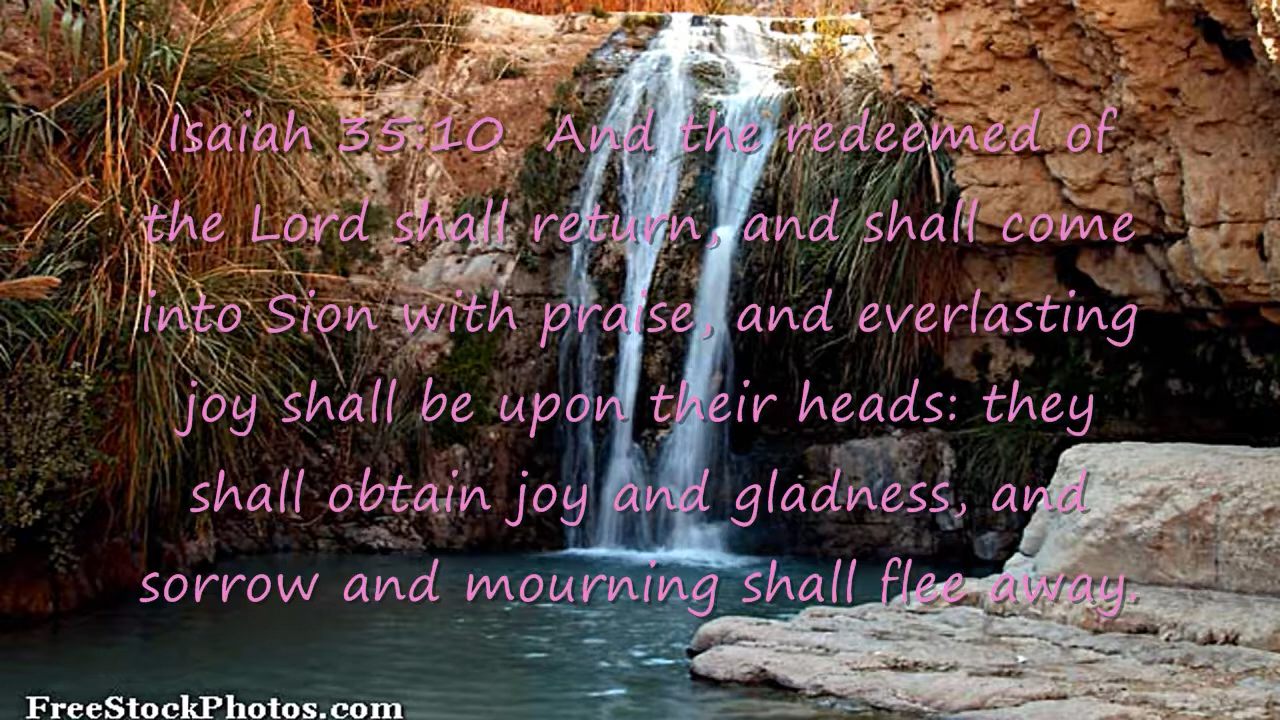 Isaiah 35:10  And the redeemed of
the Lord shall return, and shall come
into Sion with praise, and everlasting
joy shall be upon their heads: they
shall obtain joy and gladness, and
sorrow and mourning shall flee away.
FreeStockPhotos.com